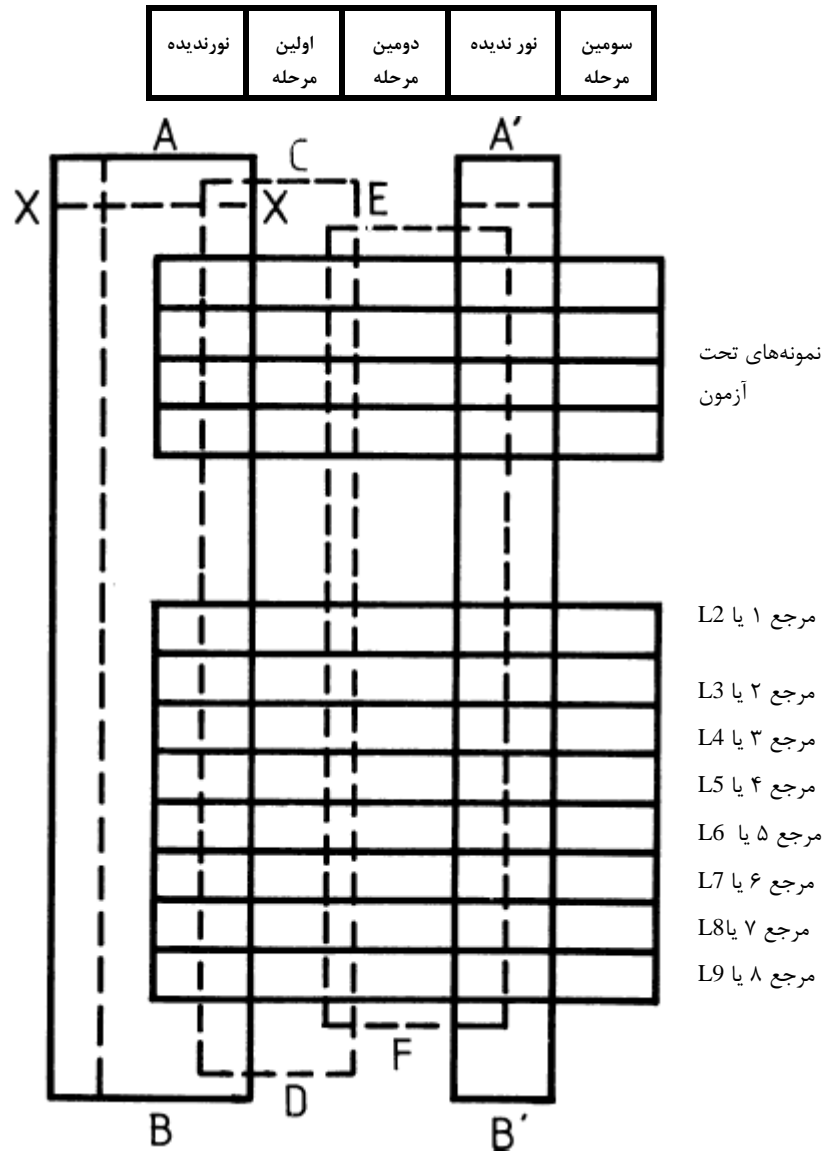 سومین مرحله
نور ندیده
دومین مرحله
اولین مرحله
نورندیده
A
A′
C
X
X
E
نمونه‌های تحت
آزمون
مرجع ۱ یا L2
مرجع ۲ یا L3
مرجع ۳ یا L4
مرجع ۴ یا L5
مرجع ۵ یا L6
مرجع ۶ یا L7
مرجع ۷ یاL8
مرجع ۸ یا L9
F
D
B
B′